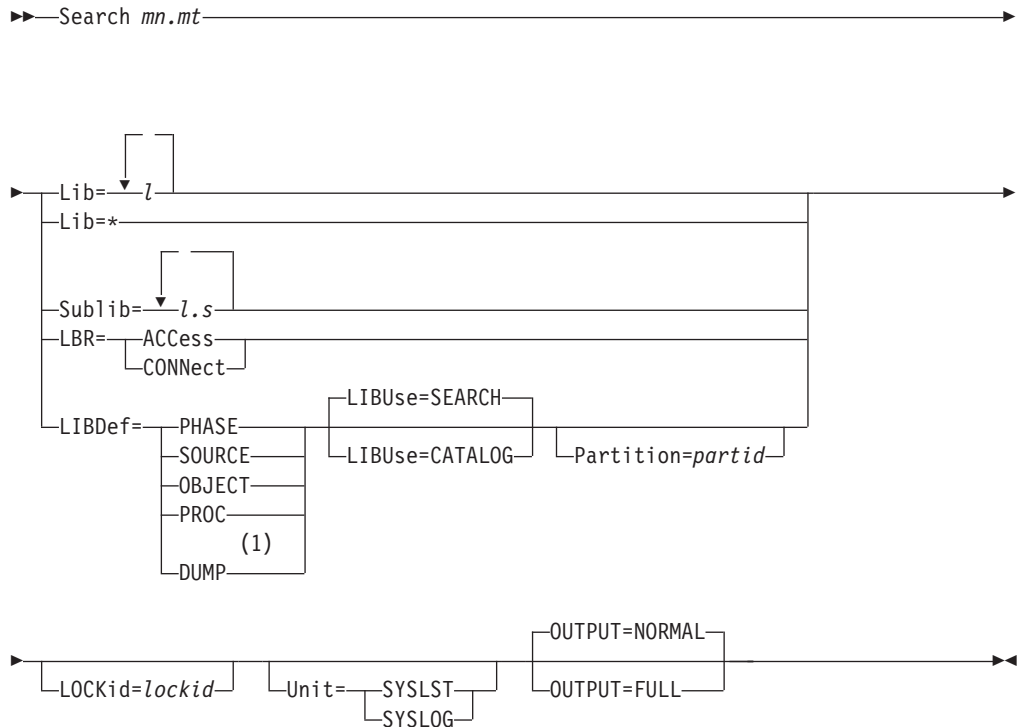 Search mn.mt
Lib= l
Lib=*
Sublib= l.s
LBR= ACCess
CONNect
LIBUse=SEARCH
LIBDef= PHASE
SOURCE LIBUse=CATALOG Partition=partid
OBJECT
PROC
(1)
DUMP
OUTPUT=NORMAL
LOCKid=lockid Unit= SYSLST OUTPUT=FULL
SYSLOG